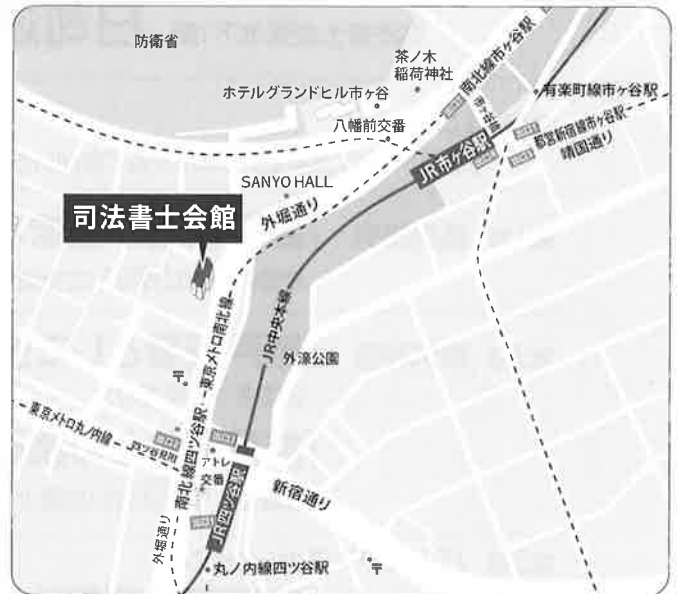 防衛省
茶ノ木
稲荷神社
南北線市ヶ谷駅
ホテルグランドヒル市ヶ谷
有楽町線市ヶ谷駅
八幡前交番
都営新宿線市ヶ谷駅
靖国通り
JR市ヶ谷駅
SANYO HALL
外堀通り
司法書士会館
東京メトロ南北線
JR中央本線
外濠公園
〒
東京メトロ丸ノ内線
南北線四ツ谷駅
四ツ谷見附
アトレ
交番
新宿通り
JR四ツ谷駅
外堀通り
丸ノ内線四ツ谷駅
〒